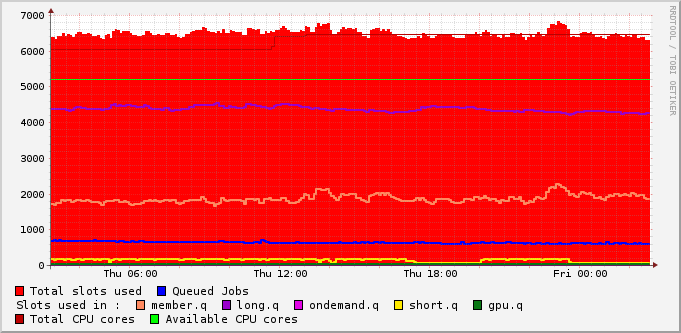 RRDTOOL / TOBI OETIKER
7000
6000
5000
4000
3000
2000
1000
0
Thu 06:00 Thu 12:00 Thu 18:00 Fri 00:00
Total slots used Queued Jobs
Slots used in : member.q long.q ondemand.q short.q gpu.q
Total CPU cores Available CPU cores